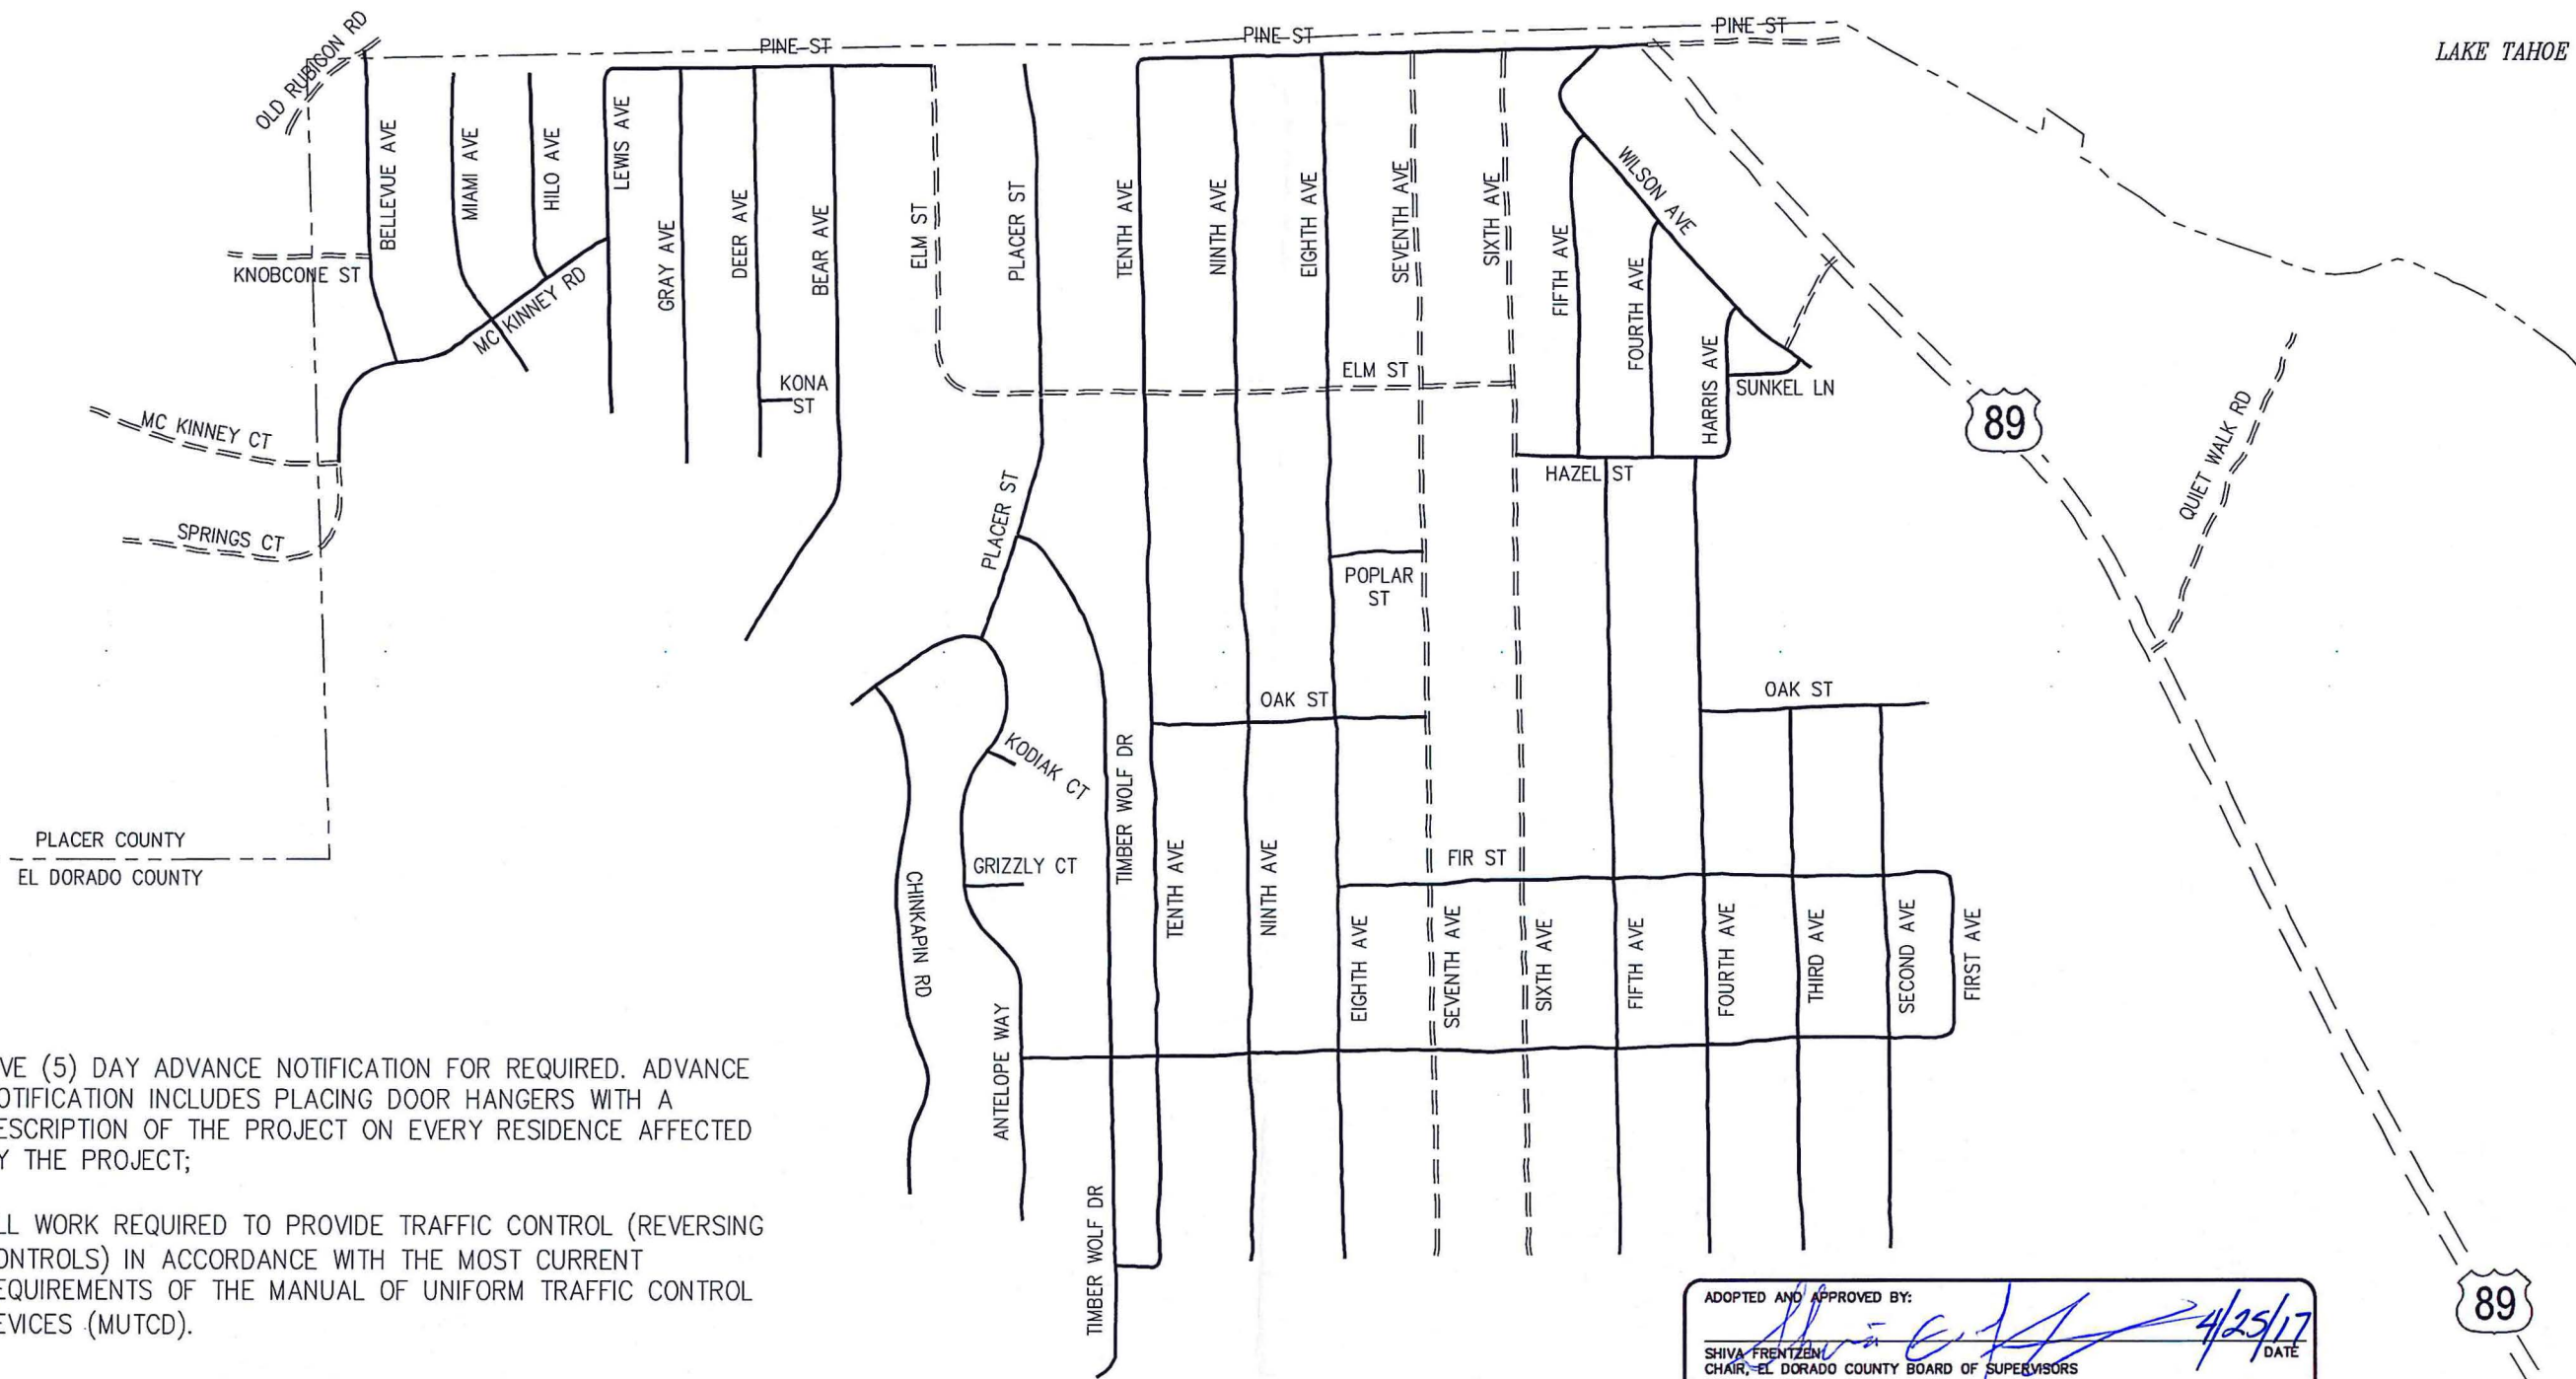 OLD RUBISON RD
PINE ST
PINE ST
PINE ST
LAKE TAHOE
BELLEVUE AVE
MIAMI AVE
HILO AVE
LEWIS AVE
GRAY AVE
DEER AVE
BEAR AVE
ELM ST
PLACER ST
TENTH AVE
NINTH AVE
EIGHTH AVE
SEVENTH AVE
SIXTH AVE
FIFTH AVE
FOURTH AVE
WILSON AVE
HARRIS AVE
KNOBCONE ST
MC KINNEY RD
KONA
ST
ELM ST
SUNKEL LN
89
MC KINNEY CT
SPRINGS CT
PLACER ST
HAZEL ST
QUIET WALK RD
POPLAR
ST
OAK ST
OAK ST
KODIAK CT
TIMBER WOLF DR
PLACER COUNTY
EL DORADO COUNTY
GRIZZLY CT
FIR ST
CHINKAPIN RD
TENTH AVE
NINTH AVE
EIGHTH AVE
SEVENTH AVE
SIXTH AVE
FIFTH AVE
FOURTH AVE
THIRD AVE
SECOND AVE
FIRST AVE
ANTELOPE WAY
TIMBER WOLF DR
VE (5) DAY ADVANCE NOTIFICATION FOR REQUIRED. ADVANCE
OTIFICATION INCLUDES PLACING DOOR HANGERS WITH A
ESCRIPTION OF THE PROJECT ON EVERY RESIDENCE AFFECTED
Y THE PROJECT;
LL WORK REQUIRED TO PROVIDE TRAFFIC CONTROL (REVERSING
ONTROLS) IN ACCORDANCE WITH THE MOST CURRENT
EQUIREMENTS OF THE MANUAL OF UNIFORM TRAFFIC CONTROL
EVICES (MUTCD).
ADOPTED AND APPROVED BY:
4/25/17
SHIVA FRENTZEN DATE
CHAIR, EL DORADO COUNTY BOARD OF SUPERVISORS
89